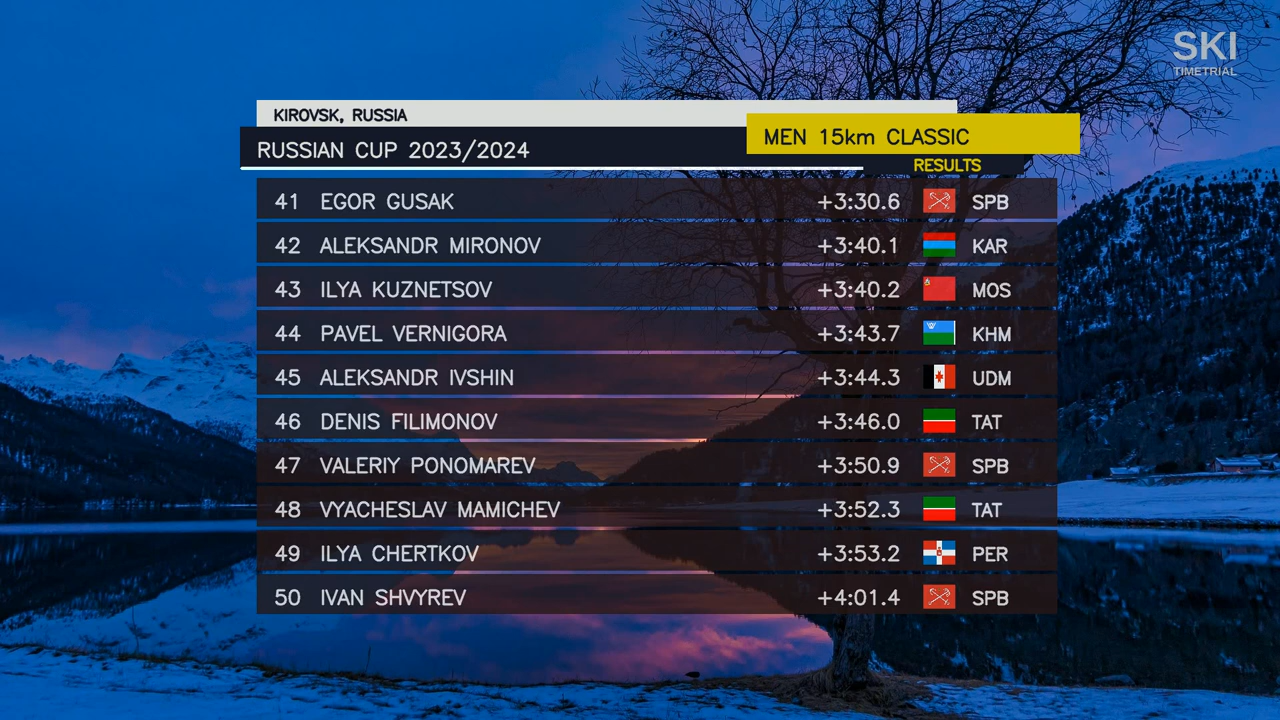 SKI
TIMETRIAL
KIROVSK, RUSSIA
RUSSIAN CUP 2023/2024
MEN 15km CLASSIC
RESULTS
41 EGOR GUSAK +3:30.6 SPB
42 ALEKSANDR MIRONOV +3:40.1 KAR
43 ILYA KUZNETSOV +3:40.2 MOS
44 PAVEL VERNIGORA +3:43.7 KHM
45 ALEKSANDR IVSHIN +3:44.3 UDM
46 DENIS FILIMONOV +3:46.0 TAT
47 VALERIY PONOMAREV +3:50.9 SPB
48 VYACHESLAV MAMICHEV +3:52.3 TAT
49 ILYA CHERTKOV +3:53.2 PER
50 IVAN SHVYREV +4:01.4 SPB